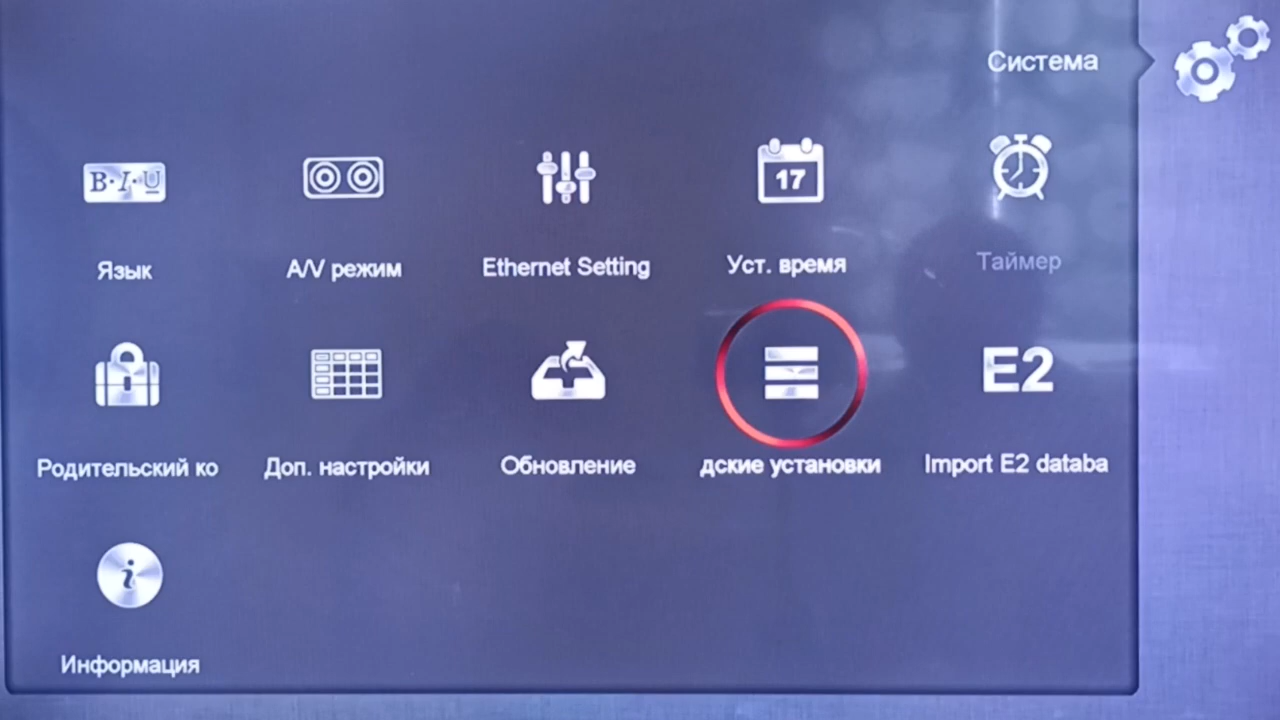 Система
B·I·U
17
Язык
A/V режим
Ethernet Setting
Уст. время
Таймер
E2
Родительский ко
Доп. настройки
Обновление
дские установки
Import E2 databa
i
Информация